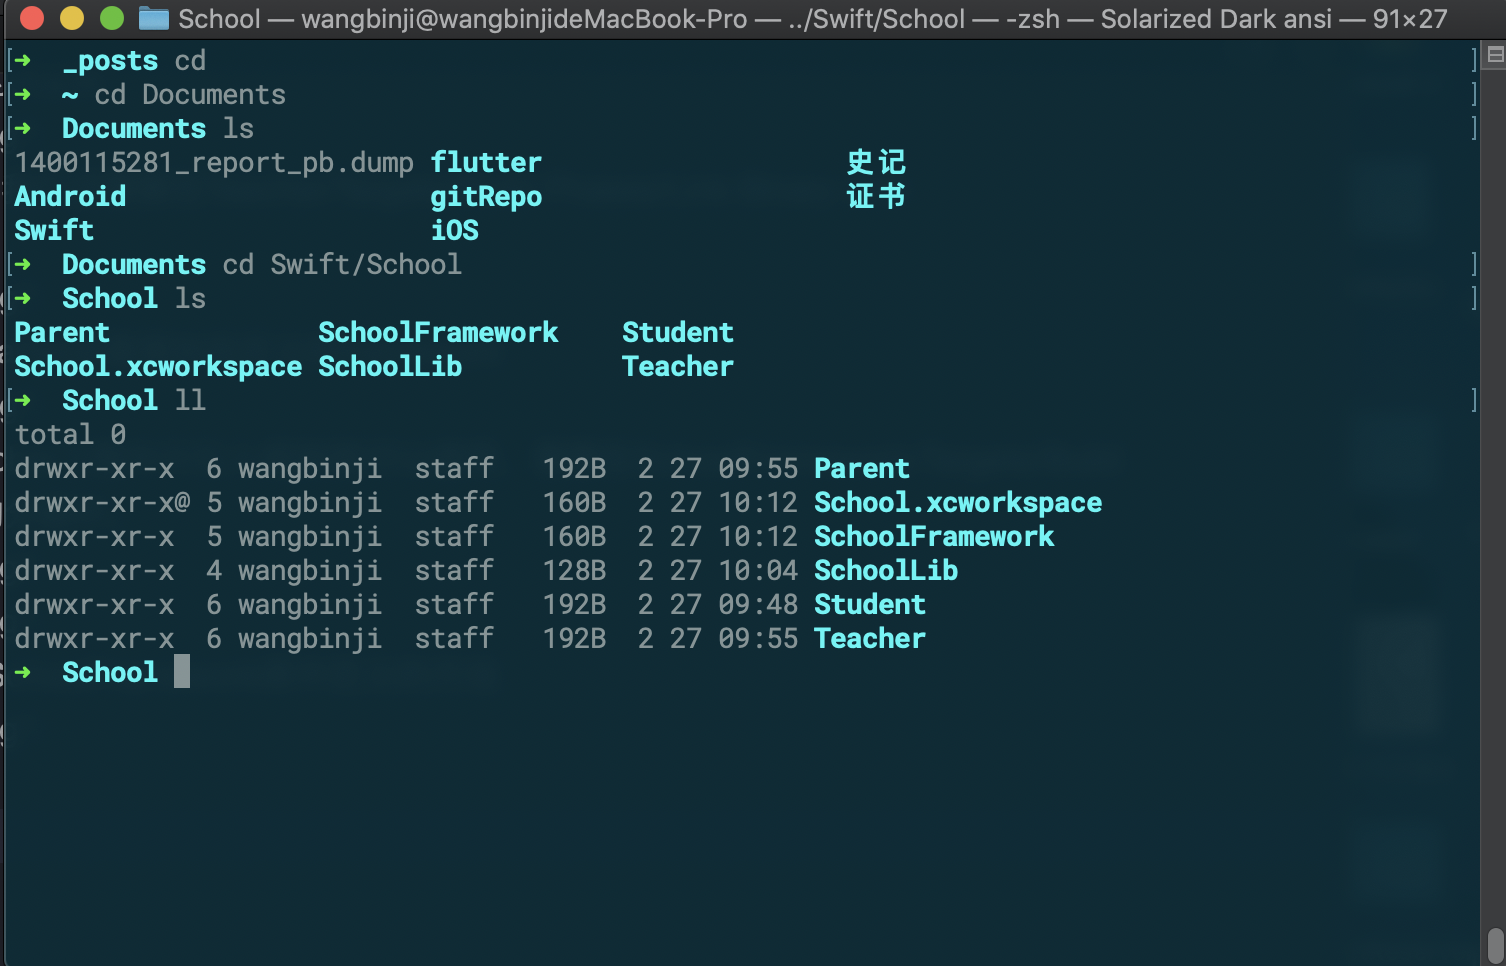 School — wangbinji@wangbinjideMacBook-Pro — ../Swift/School — -zsh — Solarized Dark ansi — 91×27
[➜  _posts cd ]
[➜  ~ cd Documents ]
[➜  Documents ls ]
1400115281_report_pb.dump flutter 史记
Android gitRepo 证书
Swift iOS
[➜  Documents cd Swift/School ]
[➜  School ls ]
Parent SchoolFramework Student
School.xcworkspace SchoolLib Teacher
[➜  School ll ]
total 0
drwxr-xr-x  6 wangbinji  staff   192B  2 27 09:55 Parent
drwxr-xr-x@ 5 wangbinji  staff   160B  2 27 10:12 School.xcworkspace
drwxr-xr-x  5 wangbinji  staff   160B  2 27 10:12 SchoolFramework
drwxr-xr-x  4 wangbinji  staff   128B  2 27 10:04 SchoolLib
drwxr-xr-x  6 wangbinji  staff   192B  2 27 09:48 Student
drwxr-xr-x  6 wangbinji  staff   192B  2 27 09:55 Teacher
➜  School